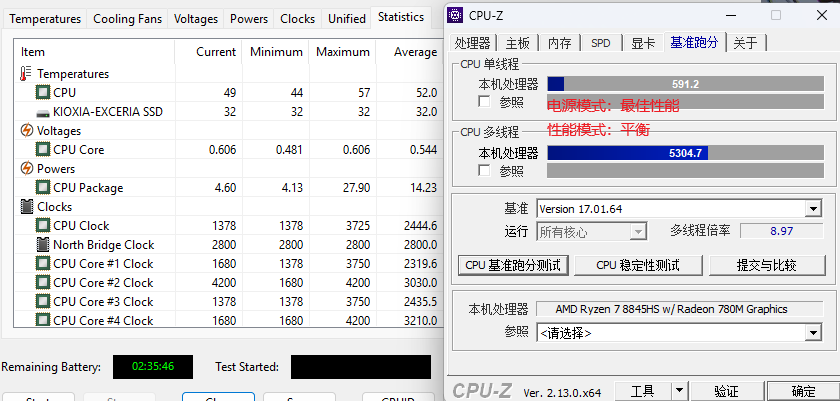 Temperatures Cooling Fans Voltages Powers Clocks Unified Statistics
Item Current Minimum Maximum Average
Temperatures
CPU 49 44 57 52.0
KIOXIA-EXCERIA SSD 32 32 32 32.0
Voltages
CPU Core 0.606 0.481 0.606 0.544
Powers
CPU Package 4.60 4.13 27.90 14.23
Clocks
CPU Clock 1378 1378 3725 2444.6
North Bridge Clock 2800 2800 2800 2800.0
CPU Core #1 Clock 1680 1378 3750 2319.6
CPU Core #2 Clock 4200 1680 4200 3030.0
CPU Core #3 Clock 1378 1378 3750 2435.5
CPU Core #4 Clock 1680 1680 4200 3210.0
Remaining Battery: 02:35:46 Test Started:
CPU-Z
处理器 主板 内存 SPD 显卡 基准跑分 关于
CPU 单线程
本机处理器 591.2
参照
电源模式：最佳性能
性能模式：平衡
CPU 多线程
本机处理器 5304.7
参照
基准 Version 17.01.64
运行 所有核心 多线程倍率 8.97
CPU 基准跑分测试 CPU 稳定性测试 提交与比较
本机处理器 AMD Ryzen 7 8845HS w/ Radeon 780M Graphics
参照 <请选择>
CPU-Z Ver. 2.13.0.x64 工具 验证 确定